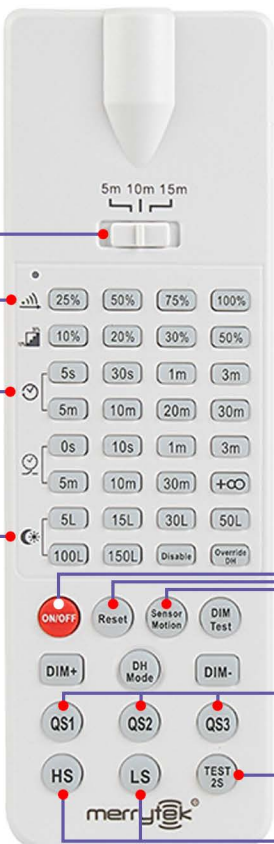 5m 10m 15m
25% 50% 75% 100%
10% 20% 30% 50%
5s 30s 1m 3m
5m 10m 20m 30m
0s 10s 1m 3m
5m 10m 30m +∞
5L 15L 30L 50L
100L 150L Disable Override DH
ON/OFF Reset Sensor Motion DIM Test
DIM+ DH Mode DIM-
QS1 QS2 QS3
HS LS TEST 2S
merrytek®